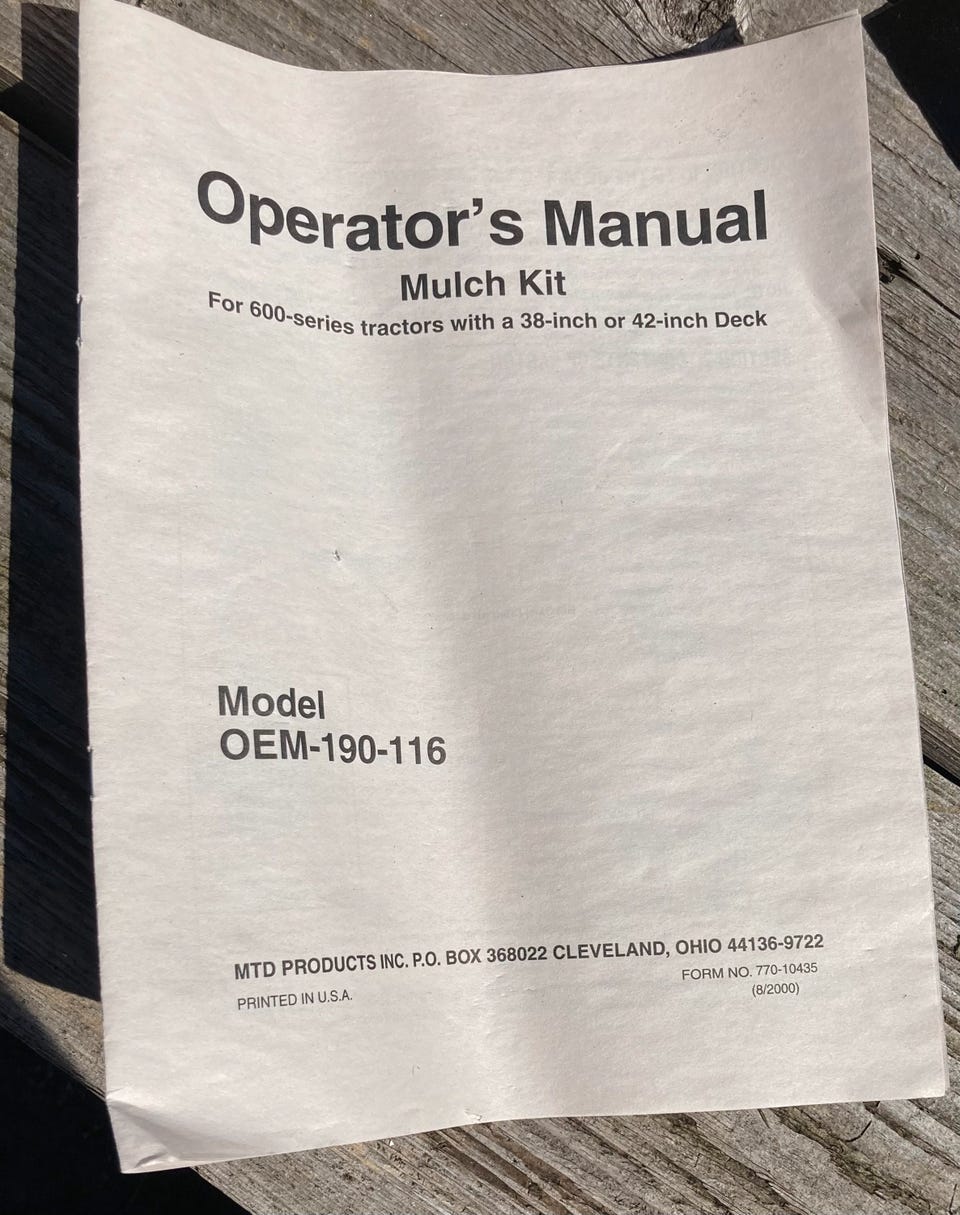 Operator's Manual
Mulch Kit
For 600-series tractors with a 38-inch or 42-inch Deck
Model
OEM-190-116
MTD PRODUCTS INC. P.O. BOX 368022 CLEVELAND, OHIO 44136-9722
PRINTED IN U.S.A.
FORM NO. 770-10435
(8/2000)